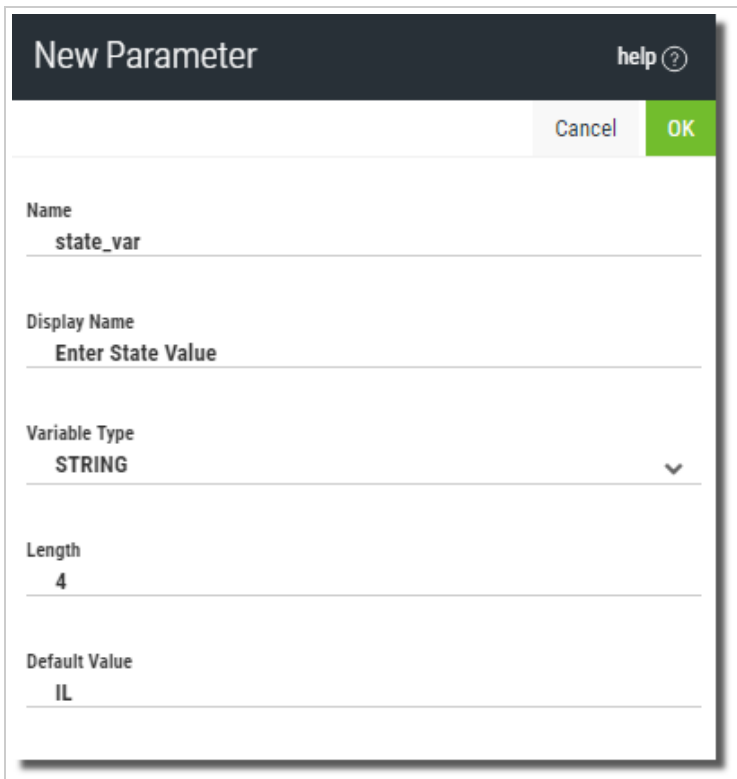 New Parameter help ?
Cancel OK
Name
state_var
Display Name
Enter State Value
Variable Type
STRING
Length
4
Default Value
IL